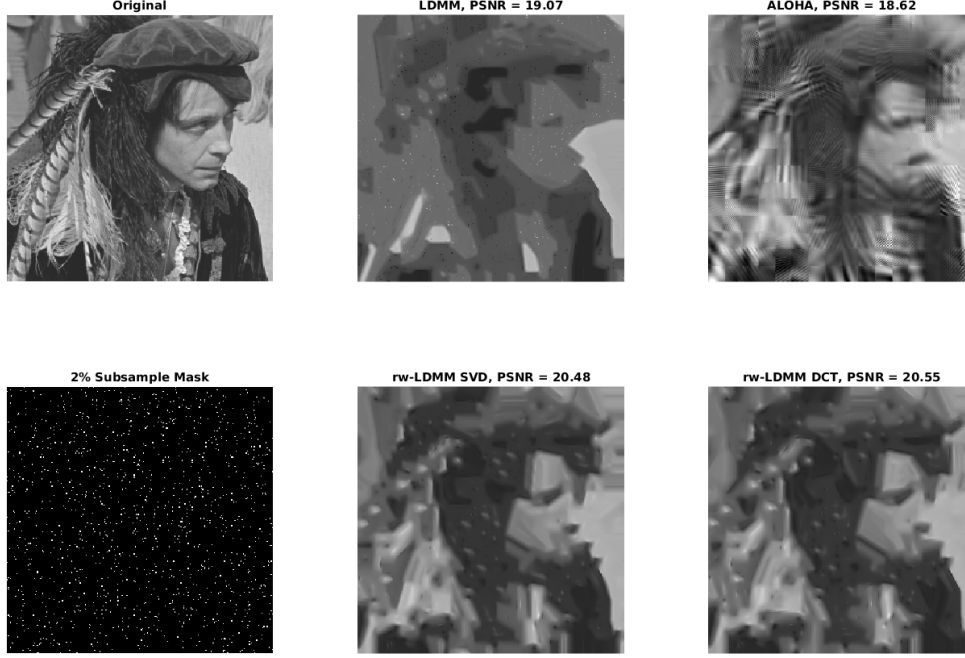 Original
LDMM, PSNR = 19.07
ALOHA, PSNR = 18.62
2% Subsample Mask
rw-LDMM SVD, PSNR = 20.48
rw-LDMM DCT, PSNR = 20.55